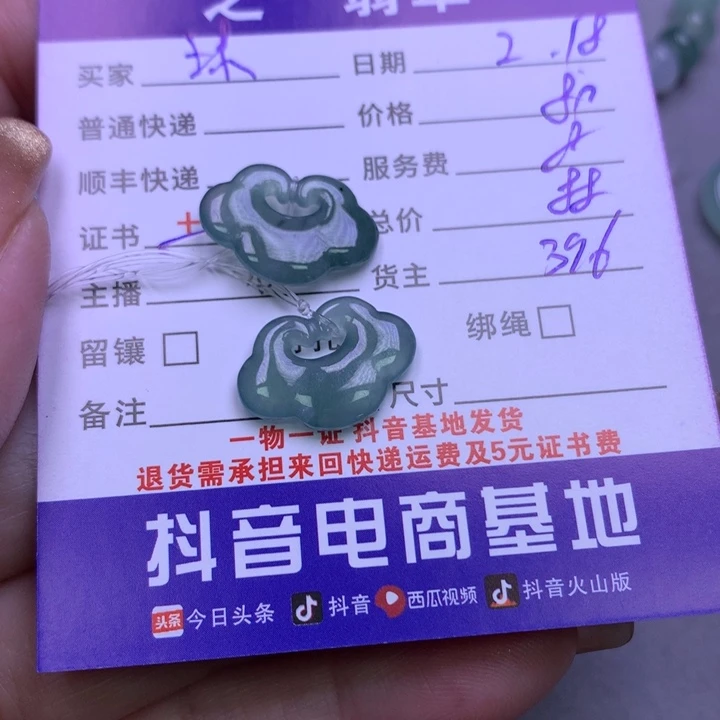 之 翡翠
买家 日期 2.18
普通快递 价格
顺丰快递 服务费
证书 总价
主播 货主 396
留镶 绑绳
备注 尺寸
一物一证 抖音基地发货
退货需承担来回快递运费及5元证书费
抖音电商基地
头条 今日头条 抖音 西瓜视频 抖音火山版